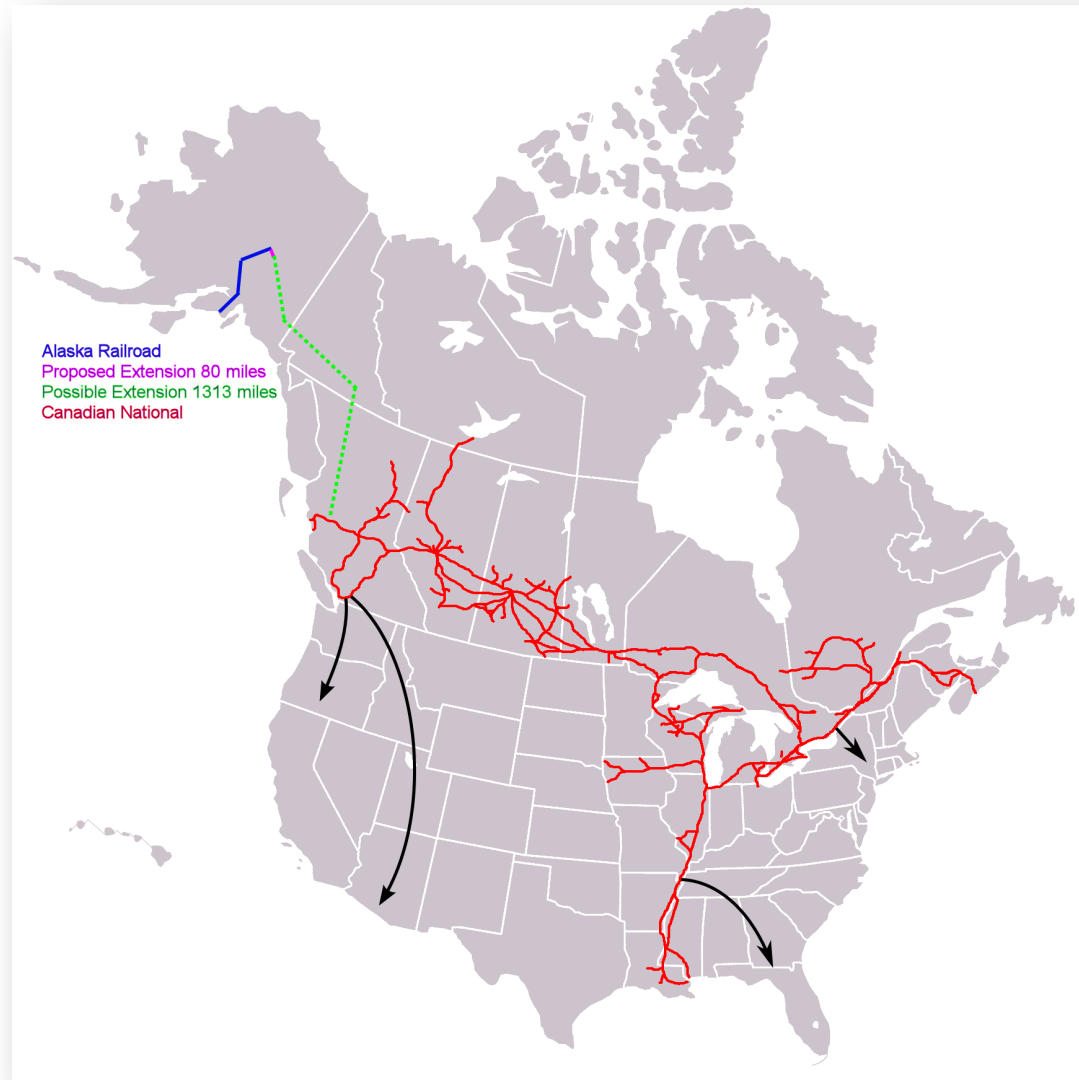 Alaska Railroad
Proposed Extension 80 miles
Possible Extension 1313 miles
Canadian National